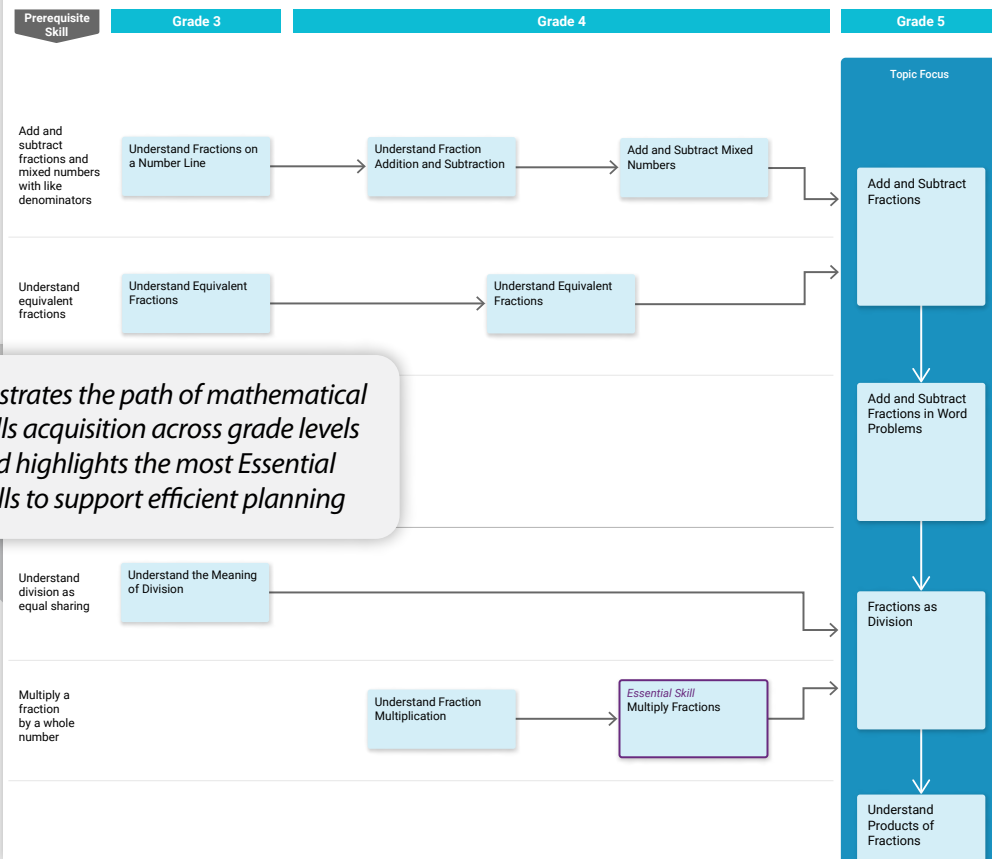 Prerequisite
Skill
Grade 3
Grade 4
Grade 5
Topic Focus
Add and
subtract
fractions and
mixed numbers
with like
denominators
Understand Fractions on
a Number Line
Understand Fraction
Addition and Subtraction
Add and Subtract Mixed
Numbers
Add and Subtract
Fractions
Understand
equivalent
fractions
Understand Equivalent
Fractions
Understand Equivalent
Fractions
strates the path of mathematical
lls acquisition across grade levels
d highlights the most Essential
lls to support efficient planning
Add and Subtract
Fractions in Word
Problems
Understand
division as
equal sharing
Understand the Meaning
of Division
Fractions as
Division
Multiply a
fraction
by a whole
number
Understand Fraction
Multiplication
Essential Skill
Multiply Fractions
Understand
Products of
Fractions